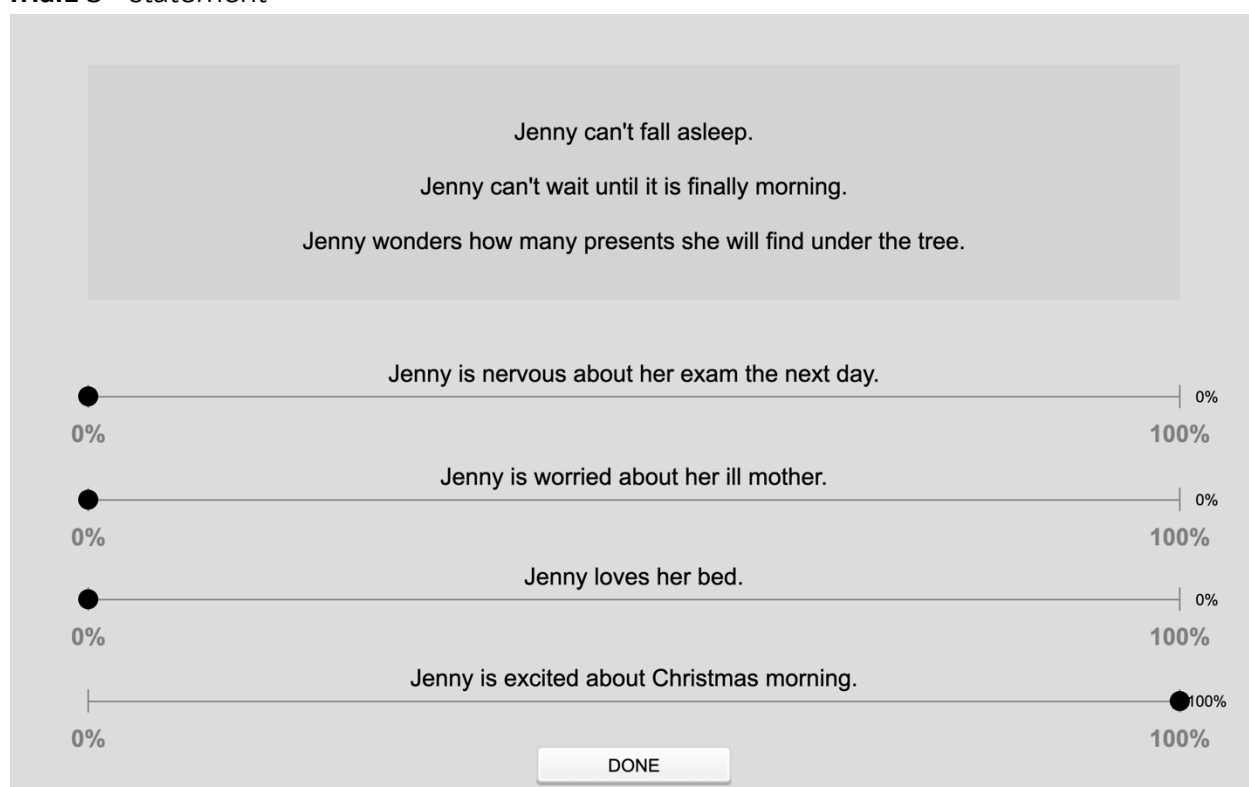 Jenny can't fall asleep.
Jenny can't wait until it is finally morning.
Jenny wonders how many presents she will find under the tree.
Jenny is nervous about her exam the next day.
0%
0%
100%
Jenny is worried about her ill mother.
0%
0%
100%
Jenny loves her bed.
0%
0%
100%
Jenny is excited about Christmas morning.
100%
0%
100%
DONE